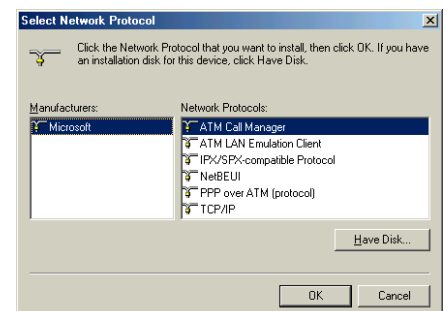 Select Network Protocol
Click the Network Protocol that you want to install, then click OK. If you have
an installation disk for this device, click Have Disk.
Manufacturers:
Microsoft
Network Protocols:
ATM Call Manager
ATM LAN Emulation Client
IPX/SPX-compatible Protocol
NetBEUI
PPP over ATM (protocol)
TCP/IP
Have Disk...
OK
Cancel